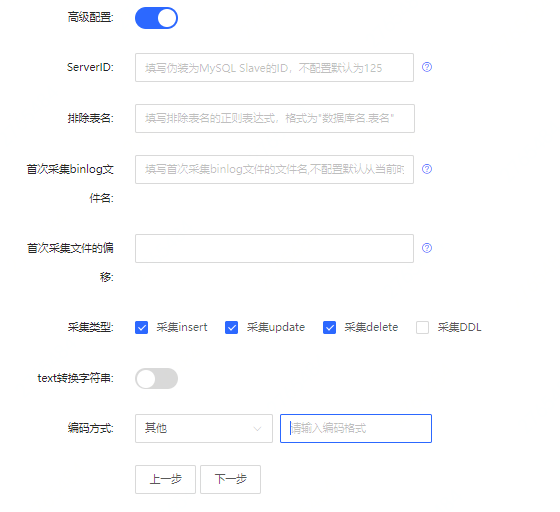 高级配置:
ServerID: 填写伪装为MySQL Slave的ID，不配置默认为125
排除表名: 填写排除表名的正则表达式，格式为"数据库名.表名"
首次采集binlog文件名: 填写首次采集binlog文件的文件名,不配置默认从当前时
首次采集文件的偏移:
采集类型: 采集insert 采集update 采集delete 采集DDL
text转换字符串:
编码方式: 其他 请输入编码格式
上一步 下一步